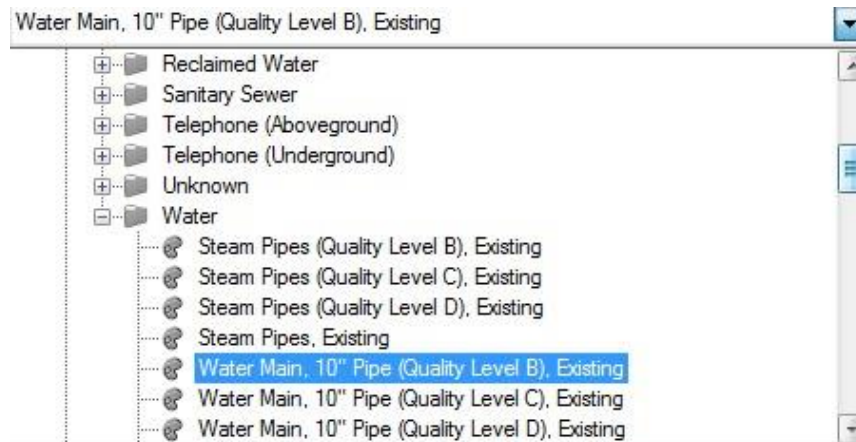 Water Main, 10" Pipe (Quality Level B), Existing
Reclaimed Water
Sanitary Sewer
Telephone (Aboveground)
Telephone (Underground)
Unknown
Water
Steam Pipes (Quality Level B), Existing
Steam Pipes (Quality Level C), Existing
Steam Pipes (Quality Level D), Existing
Steam Pipes, Existing
Water Main, 10" Pipe (Quality Level B), Existing
Water Main, 10" Pipe (Quality Level C), Existing
Water Main, 10" Pipe (Quality Level D), Existing